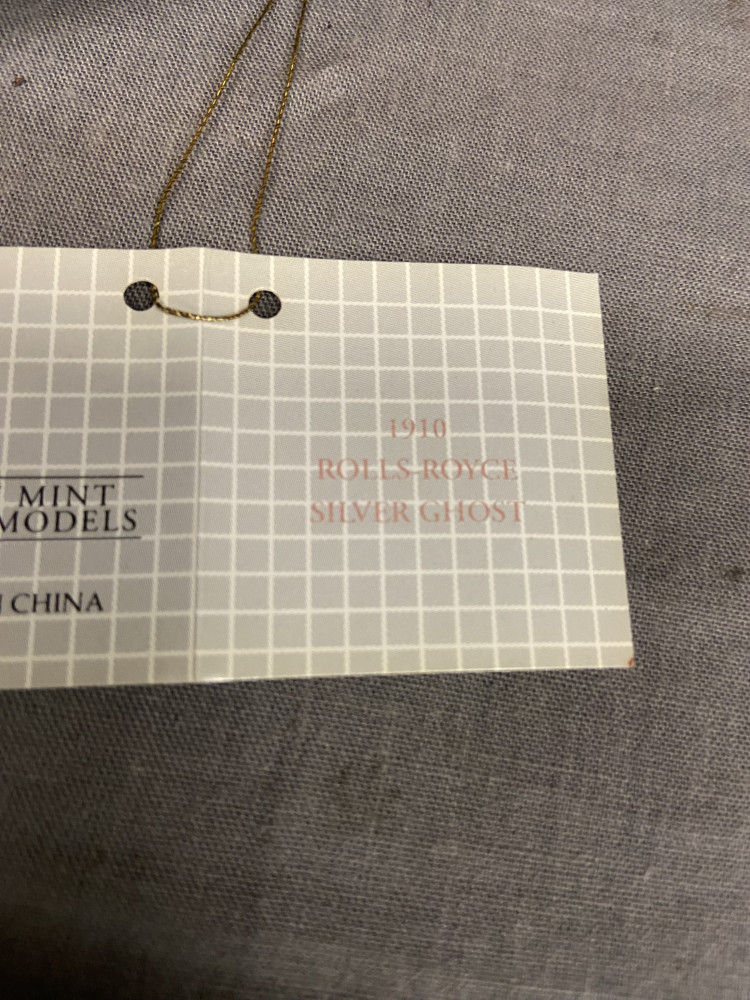 MINT
MODELS
CHINA
1910
ROLLS-ROYCE
SILVER GHOST